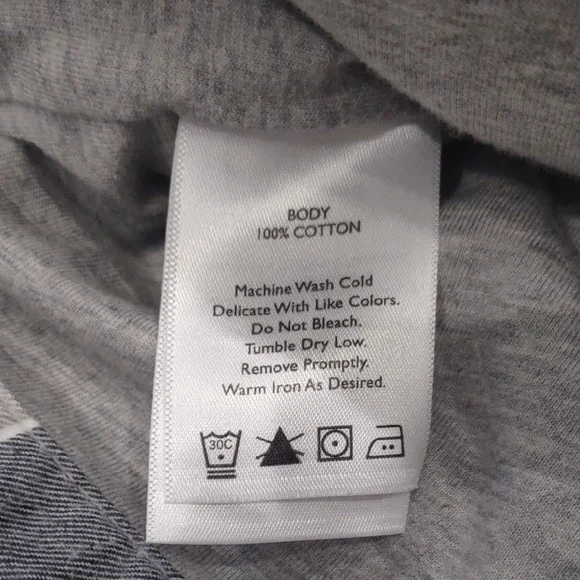 BODY
100% COTTON
Machine Wash Cold
Delicate With Like Colors.
Do Not Bleach.
Tumble Dry Low.
Remove Promptly.
Warm Iron As Desired.
30C